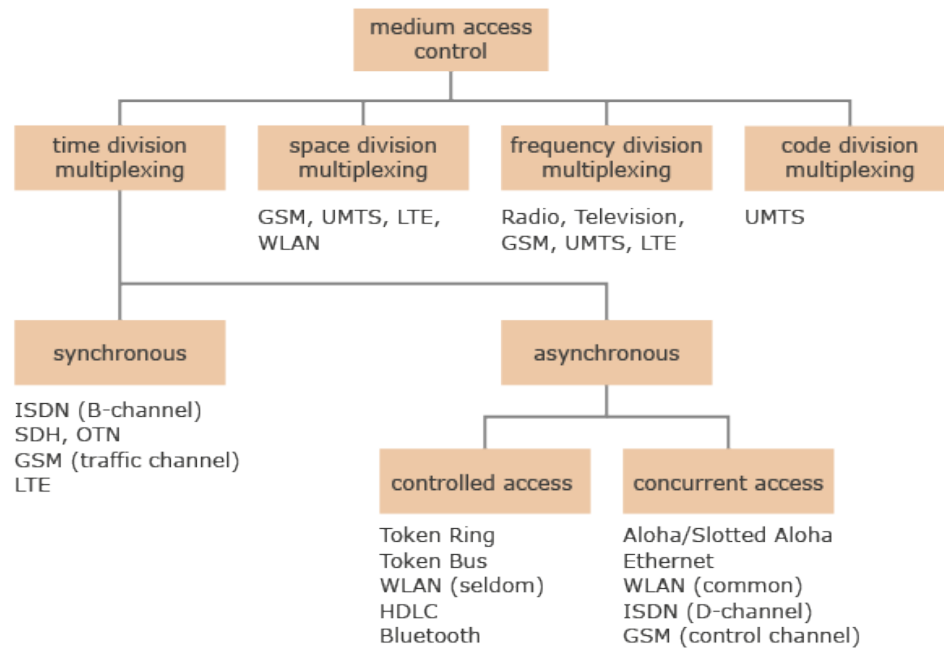 medium access
control
time division
multiplexing
space division
multiplexing
frequency division
multiplexing
code division
multiplexing
GSM, UMTS, LTE,
WLAN
Radio, Television,
GSM, UMTS, LTE
UMTS
synchronous
asynchronous
ISDN (B-channel)
SDH, OTN
GSM (traffic channel)
LTE
controlled access
concurrent access
Token Ring
Token Bus
WLAN (seldom)
HDLC
Bluetooth
Aloha/Slotted Aloha
Ethernet
WLAN (common)
ISDN (D-channel)
GSM (control channel)